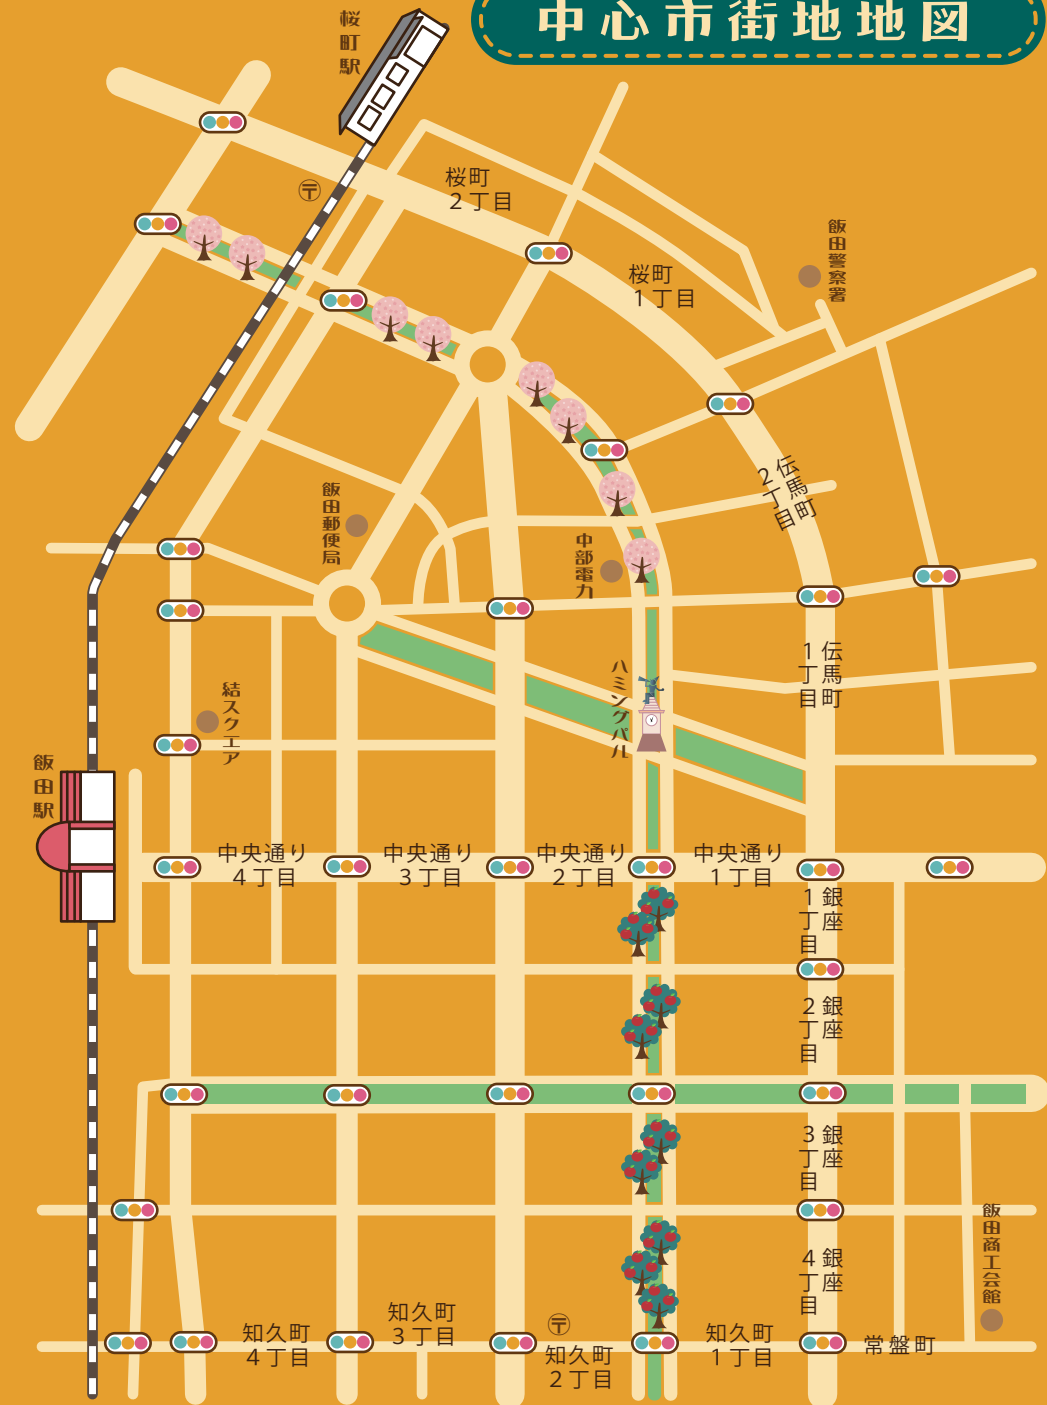 中心市街地地図
桜町駅
〒
桜町
２丁目
桜町
１丁目
飯田警察署
伝馬町
２丁目
飯田郵便局
中部電力
伝馬町
１丁目
ハミングパル
結スクエア
飯田駅
中央通り
４丁目
中央通り
３丁目
中央通り
２丁目
中央通り
１丁目
銀座
１丁目
銀座
２丁目
銀座
３丁目
銀座
４丁目
飯田商工会館
知久町
４丁目
知久町
３丁目
〒
知久町
２丁目
知久町
１丁目
常盤町